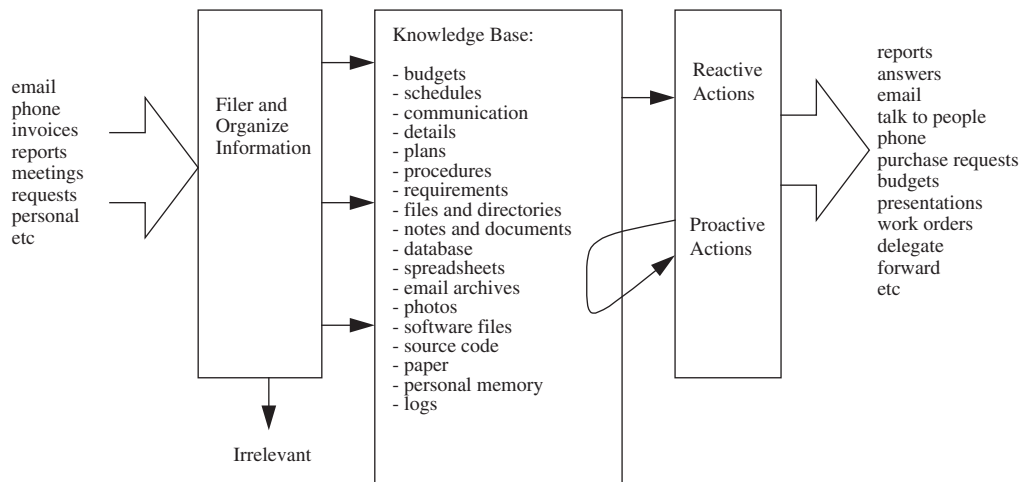 email
phone
invoices
reports
meetings
requests
personal
etc
Filer and
Organize
Information
Irrelevant
Knowledge Base:
- budgets
- schedules
- communication
- details
- plans
- procedures
- requirements
- files and directories
- notes and documents
- database
- spreadsheets
- email archives
- photos
- software files
- source code
- paper
- personal memory
- logs
Reactive
Actions
Proactive
Actions
reports
answers
email
talk to people
phone
purchase requests
budgets
presentations
work orders
delegate
forward
etc